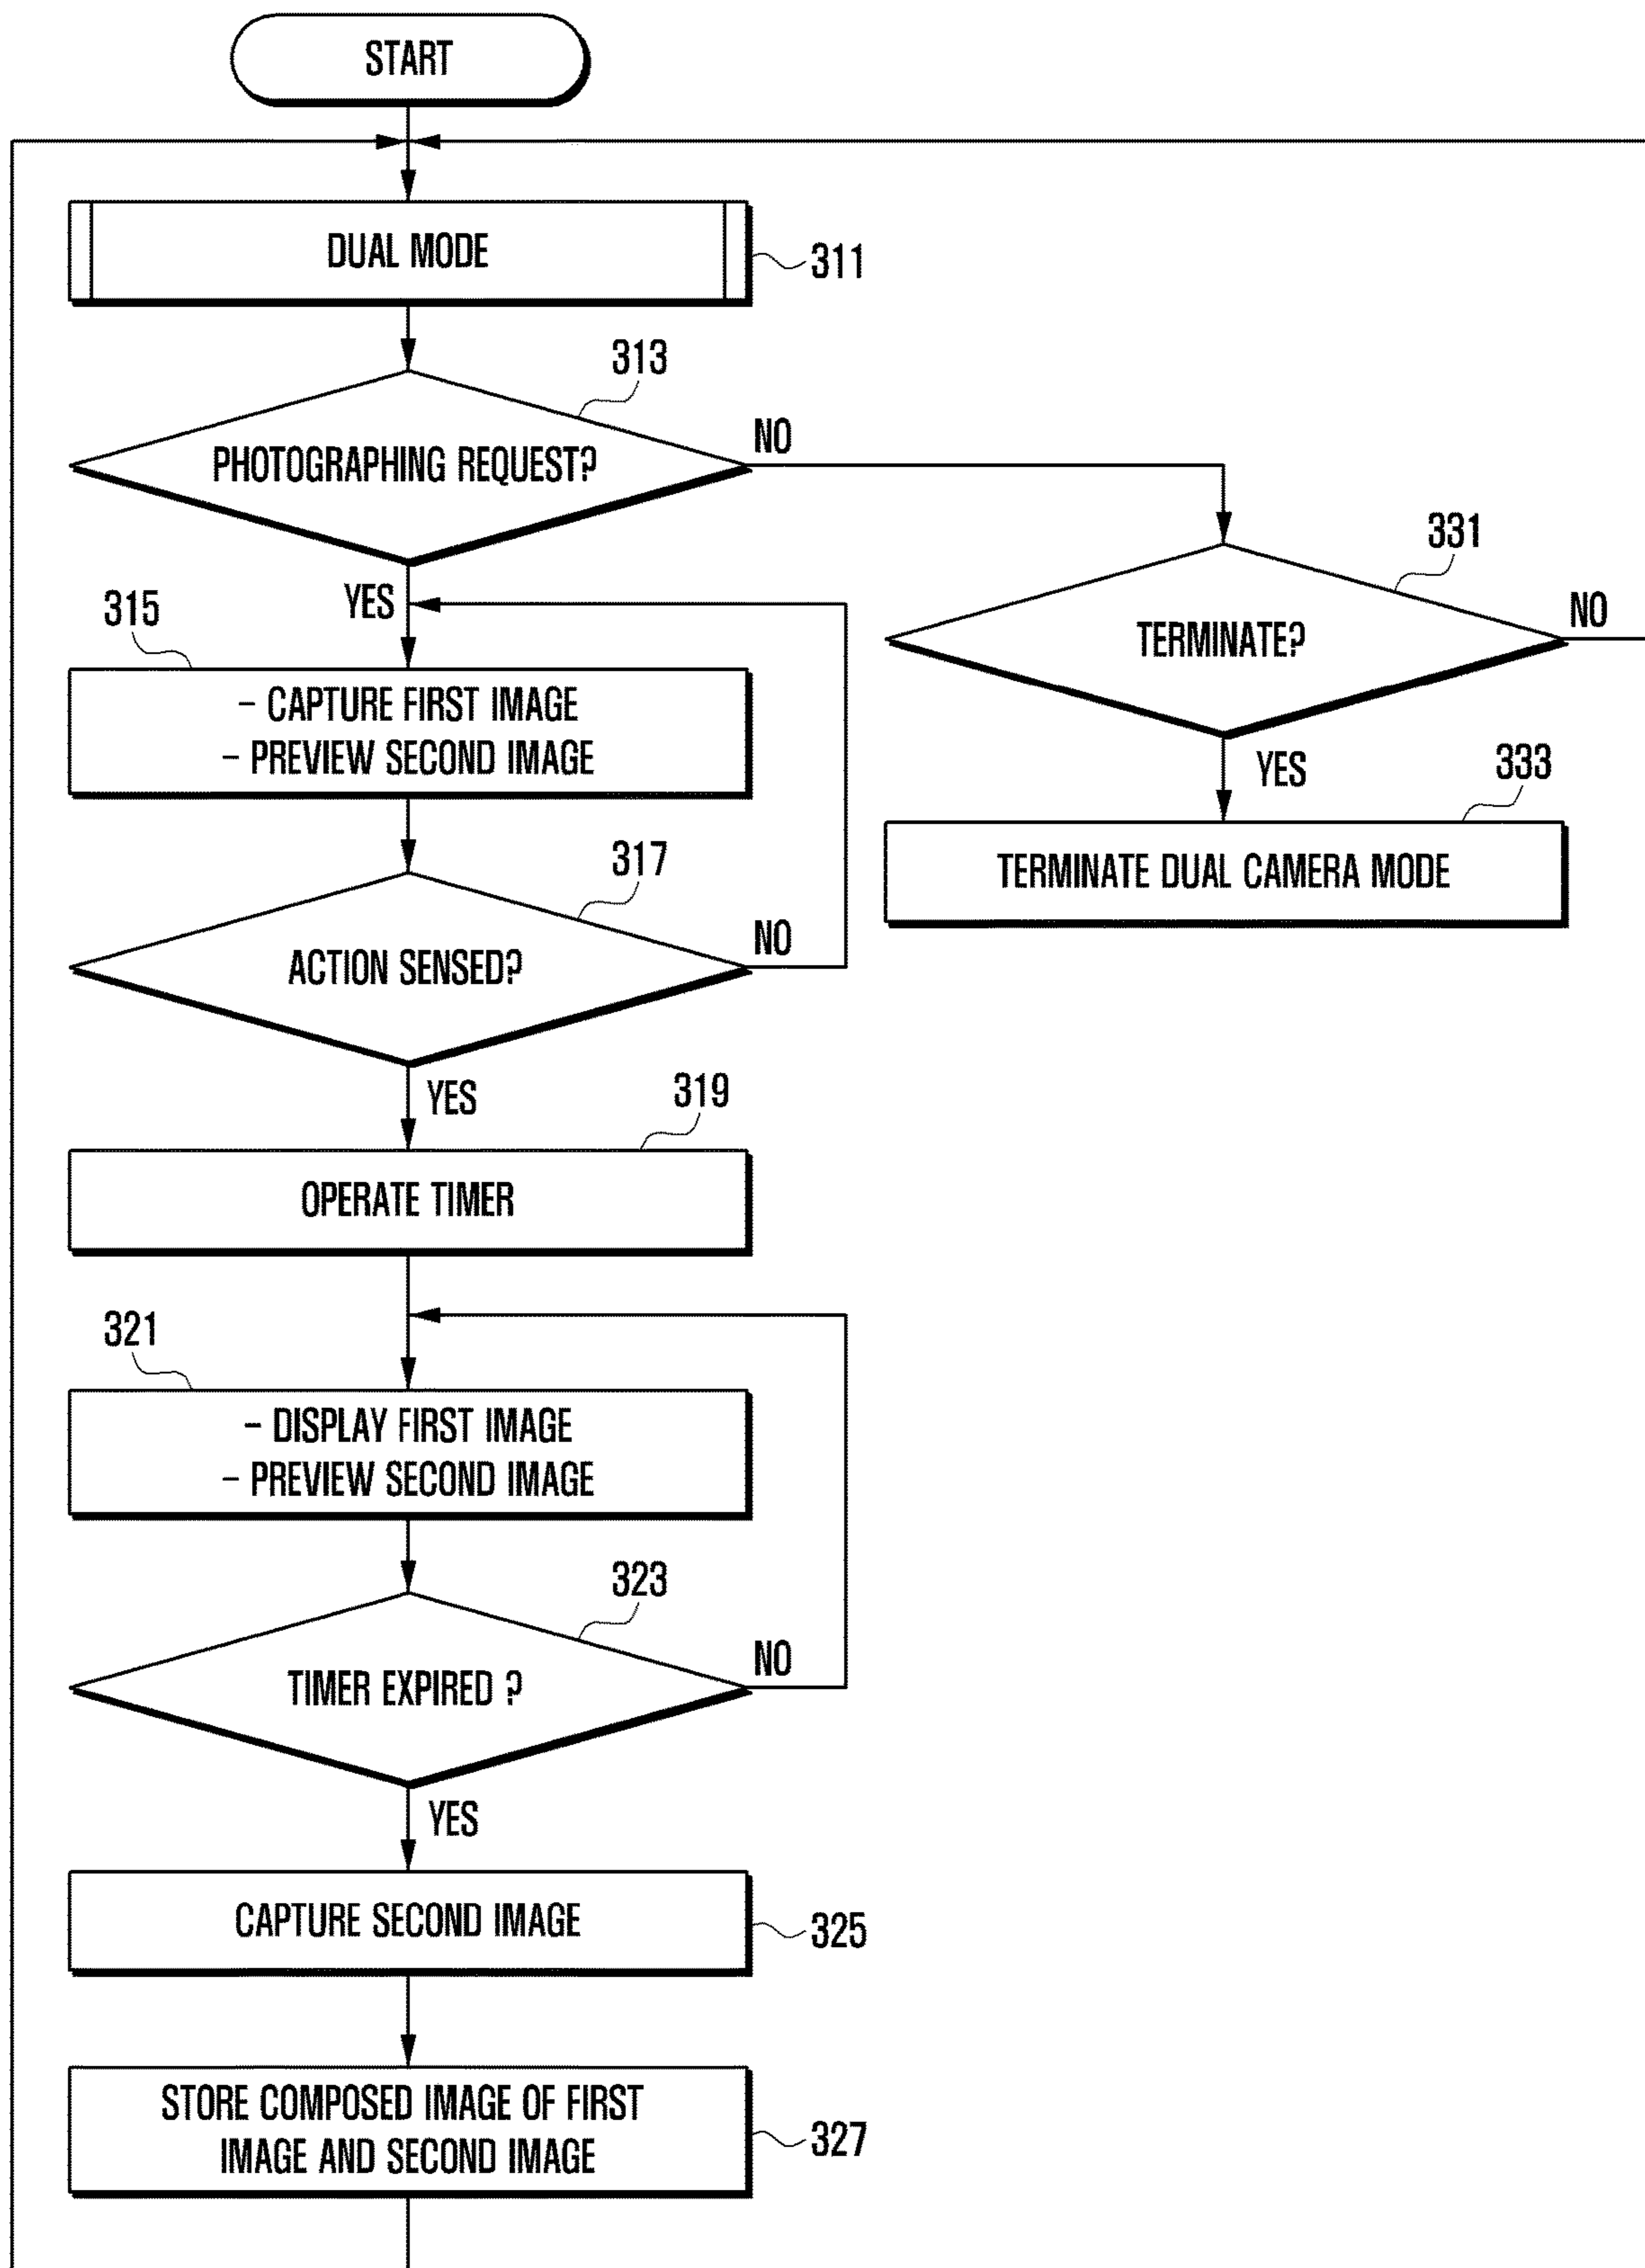 START
DUAL MODE
311
313
PHOTOGRAPHING REQUEST?
NO
YES
331
TERMINATE?
NO
YES
333
TERMINATE DUAL CAMERA MODE
315
– CAPTURE FIRST IMAGE
– PREVIEW SECOND IMAGE
317
ACTION SENSED?
NO
YES
319
OPERATE TIMER
321
– DISPLAY FIRST IMAGE
– PREVIEW SECOND IMAGE
323
TIMER EXPIRED ?
NO
YES
CAPTURE SECOND IMAGE
325
STORE COMPOSED IMAGE OF FIRST
IMAGE AND SECOND IMAGE
327